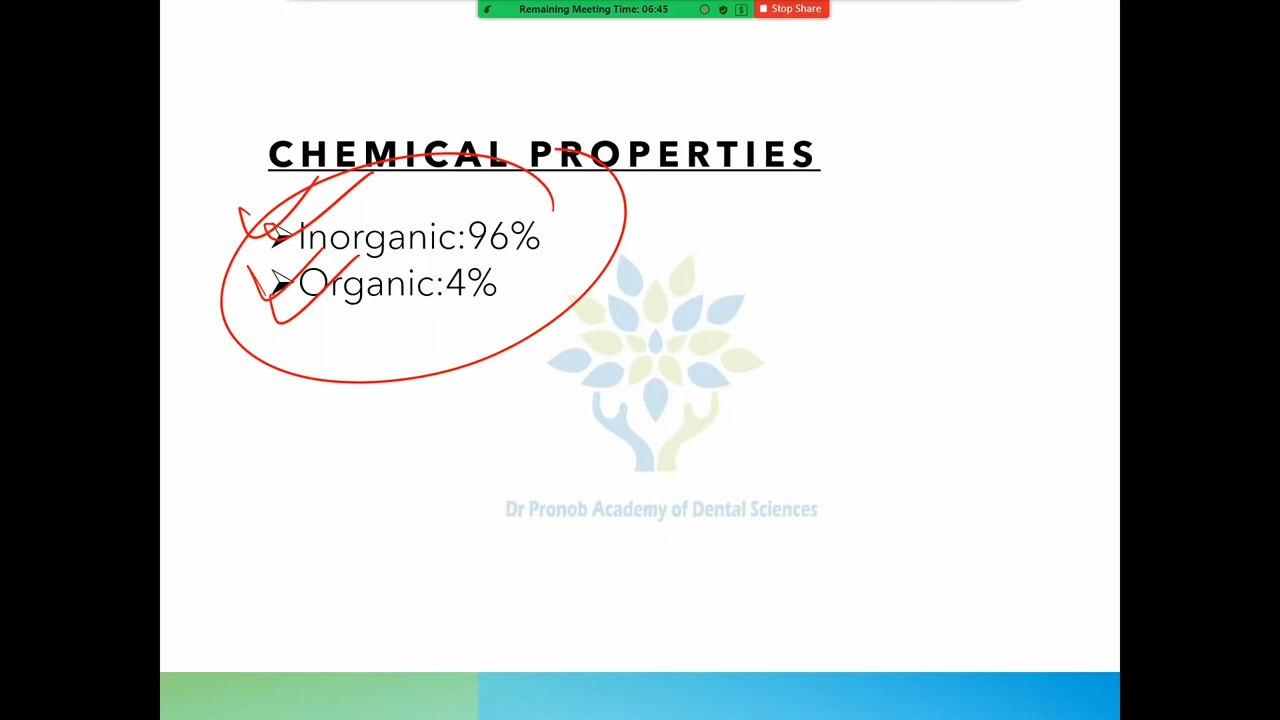 Remaining Meeting Time: 06:45
Stop Share
CHEMICAL PROPERTIES
➤Inorganic:96%
➤Organic:4%
Dr Pronob Academy of Dental Sciences